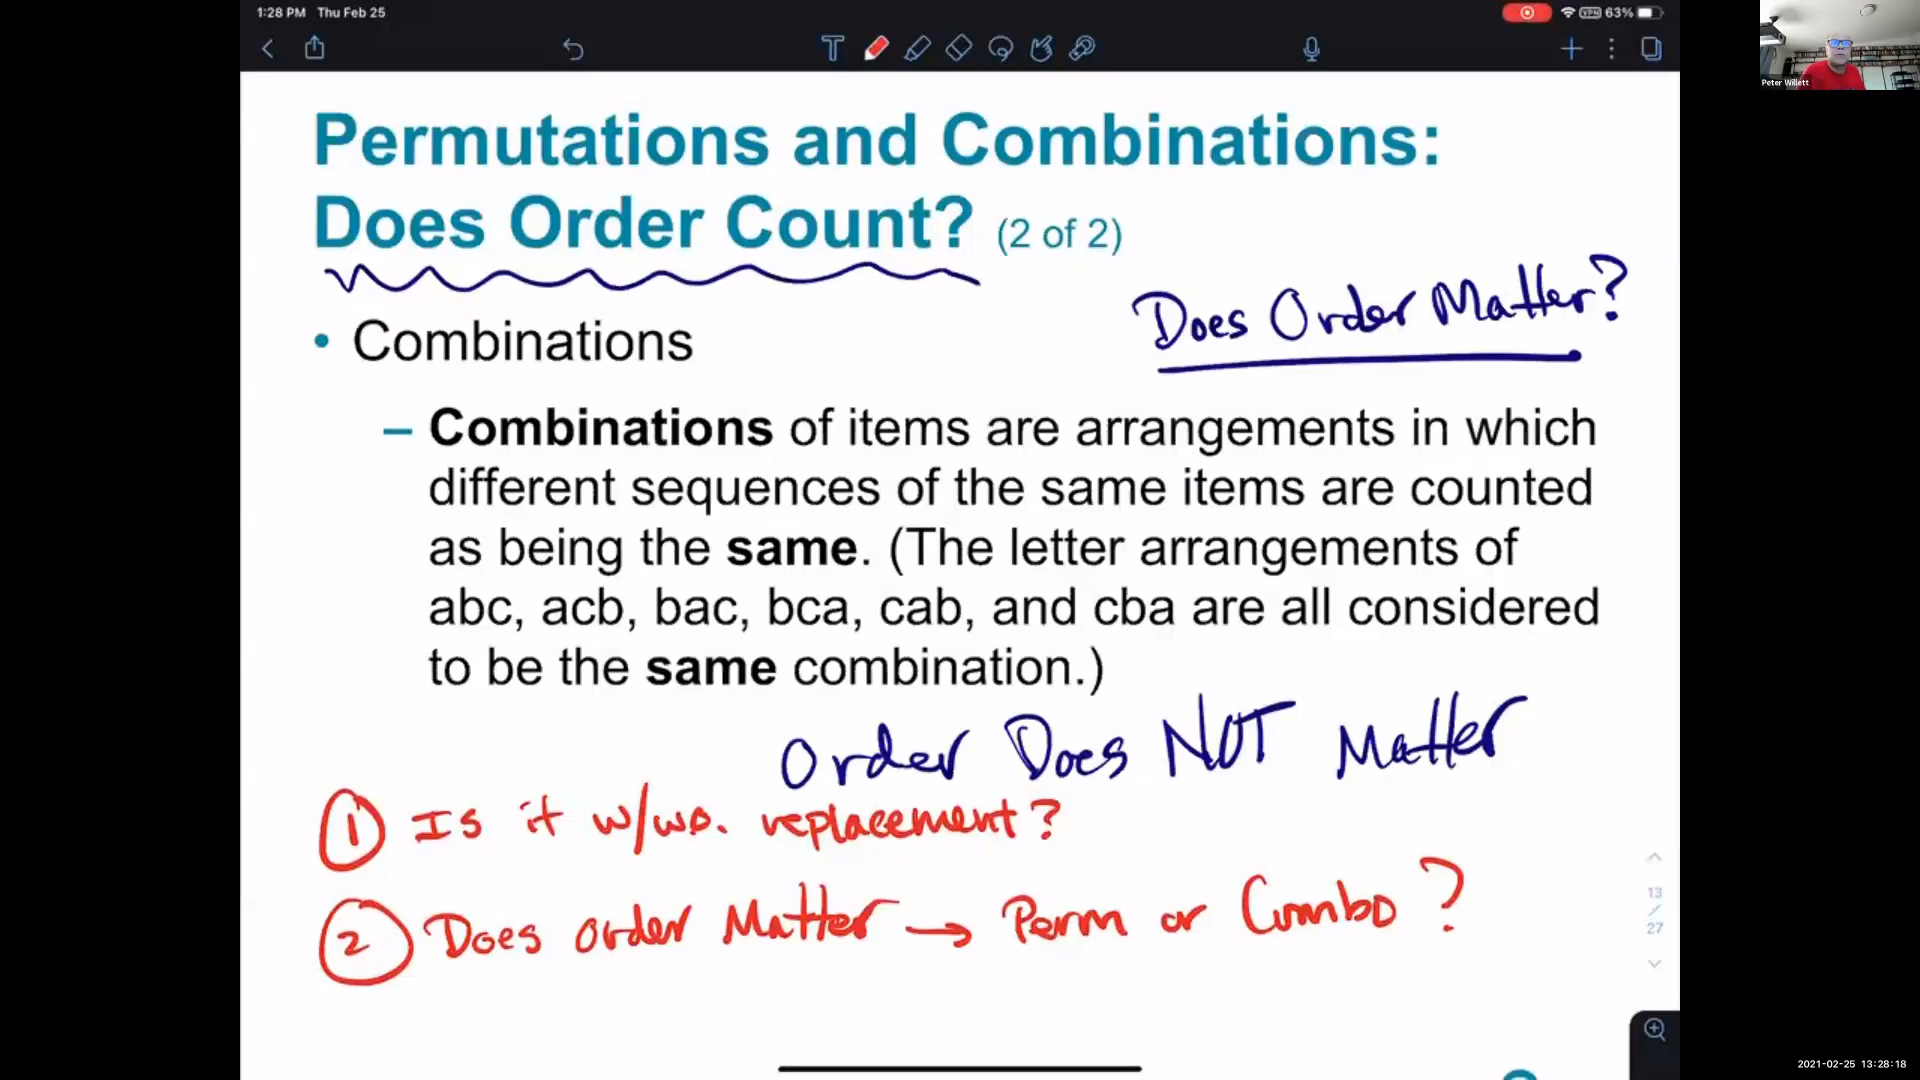 1:28 PM Thu Feb 25
VPN 63%
Peter Willett
Permutations and Combinations:
Does Order Count? (2 of 2)
Does Order Matter?
• Combinations
– Combinations of items are arrangements in which
different sequences of the same items are counted
as being the same. (The letter arrangements of
abc, acb, bac, bca, cab, and cba are all considered
to be the same combination.)
Order Does NOT Matter
1 Is it w/wo. replacement?
2 Does order Matter → Perm or Combo?
13
/
27
2021-02-25 13:28:18